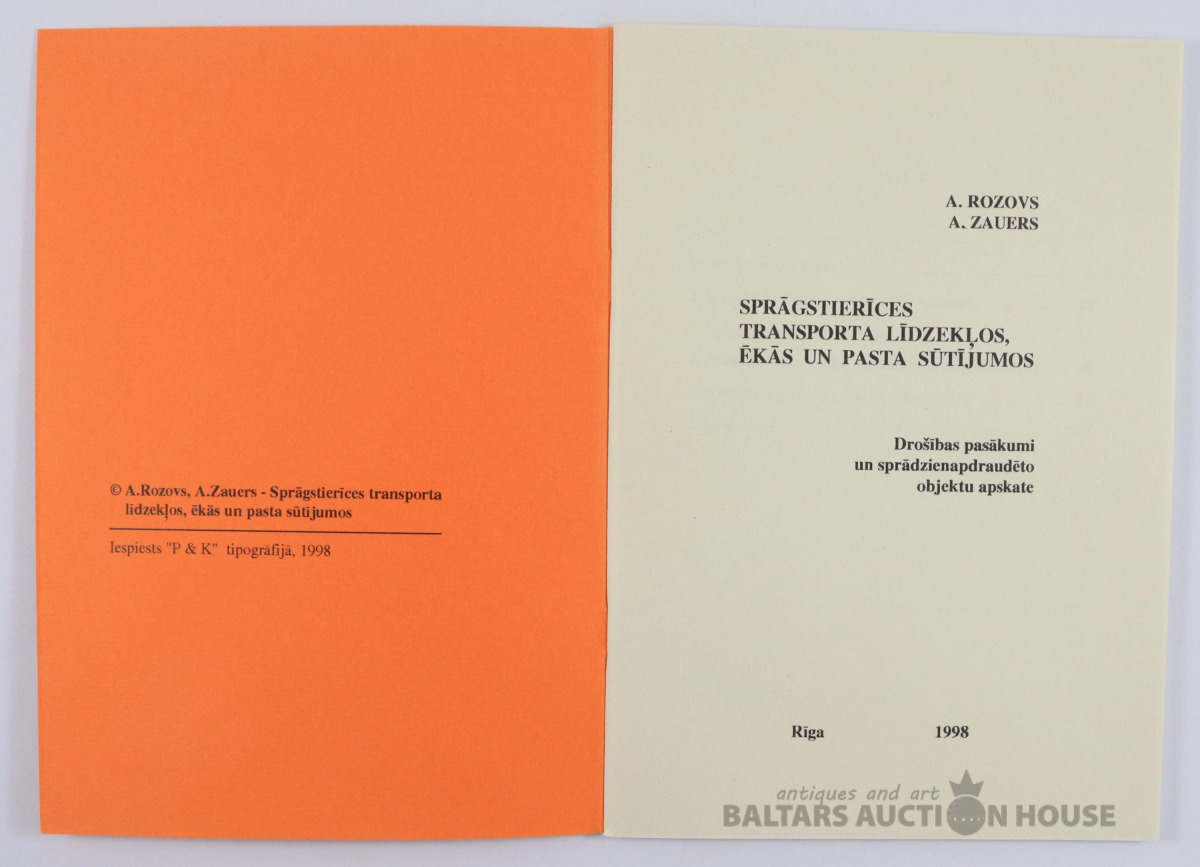 © A.Rozovs, A.Zauers - Sprāgstierīces transporta
līdzekļos, ēkās un pasta sūtījumos
Iespiests "P & K" tipogrāfijā, 1998
A. ROZOVS
A. ZAUERS
SPRĀGSTIERĪCES
TRANSPORTA LĪDZEKĻOS,
ĒKĀS UN PASTA SŪTĪJUMOS
Drošības pasākumi
un sprādzienapdraudēto
objektu apskate
Rīga 1998
antiques and art
BALTARS AUCTION HOUSE